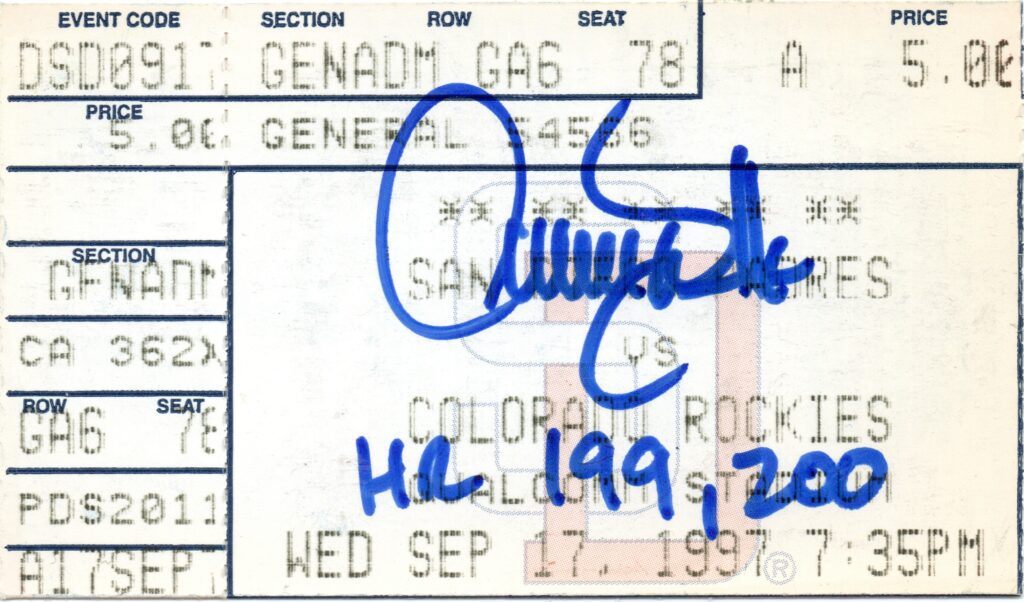 EVENT CODE SECTION ROW SEAT PRICE
DSD0917 GENADM GA6 78 A 5.00
PRICE
5.00 GENERAL 54566
** ** ** ** **
SECTION
GENADM SAN DIEGO PADRES
CA 362X VS
ROW SEAT
GA6 78 COLORADO ROCKIES
HR 199, 200
PDS2011 QUALCOMM STADIUM
A17SEP7 WED SEP 17, 1997 7:35PM
®